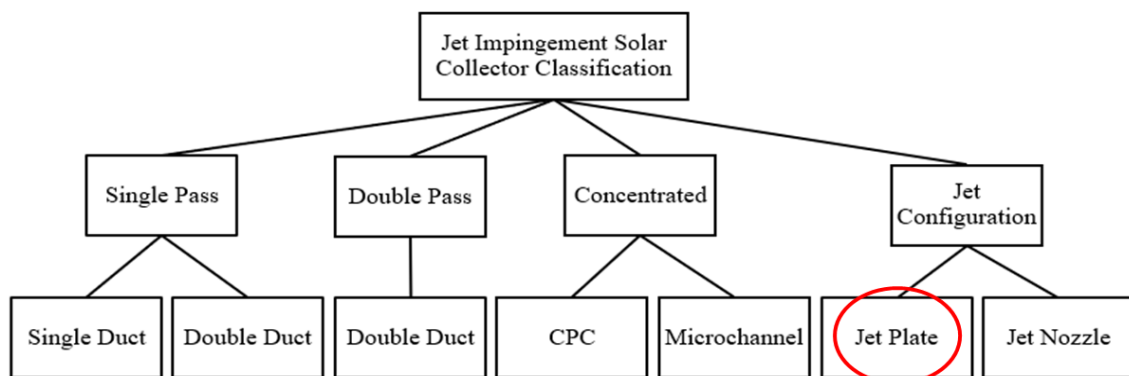 Jet Impingement Solar
Collector Classification
Single Pass
Double Pass
Concentrated
Jet
Configuration
Single Duct
Double Duct
Double Duct
CPC
Microchannel
Jet Plate
Jet Nozzle